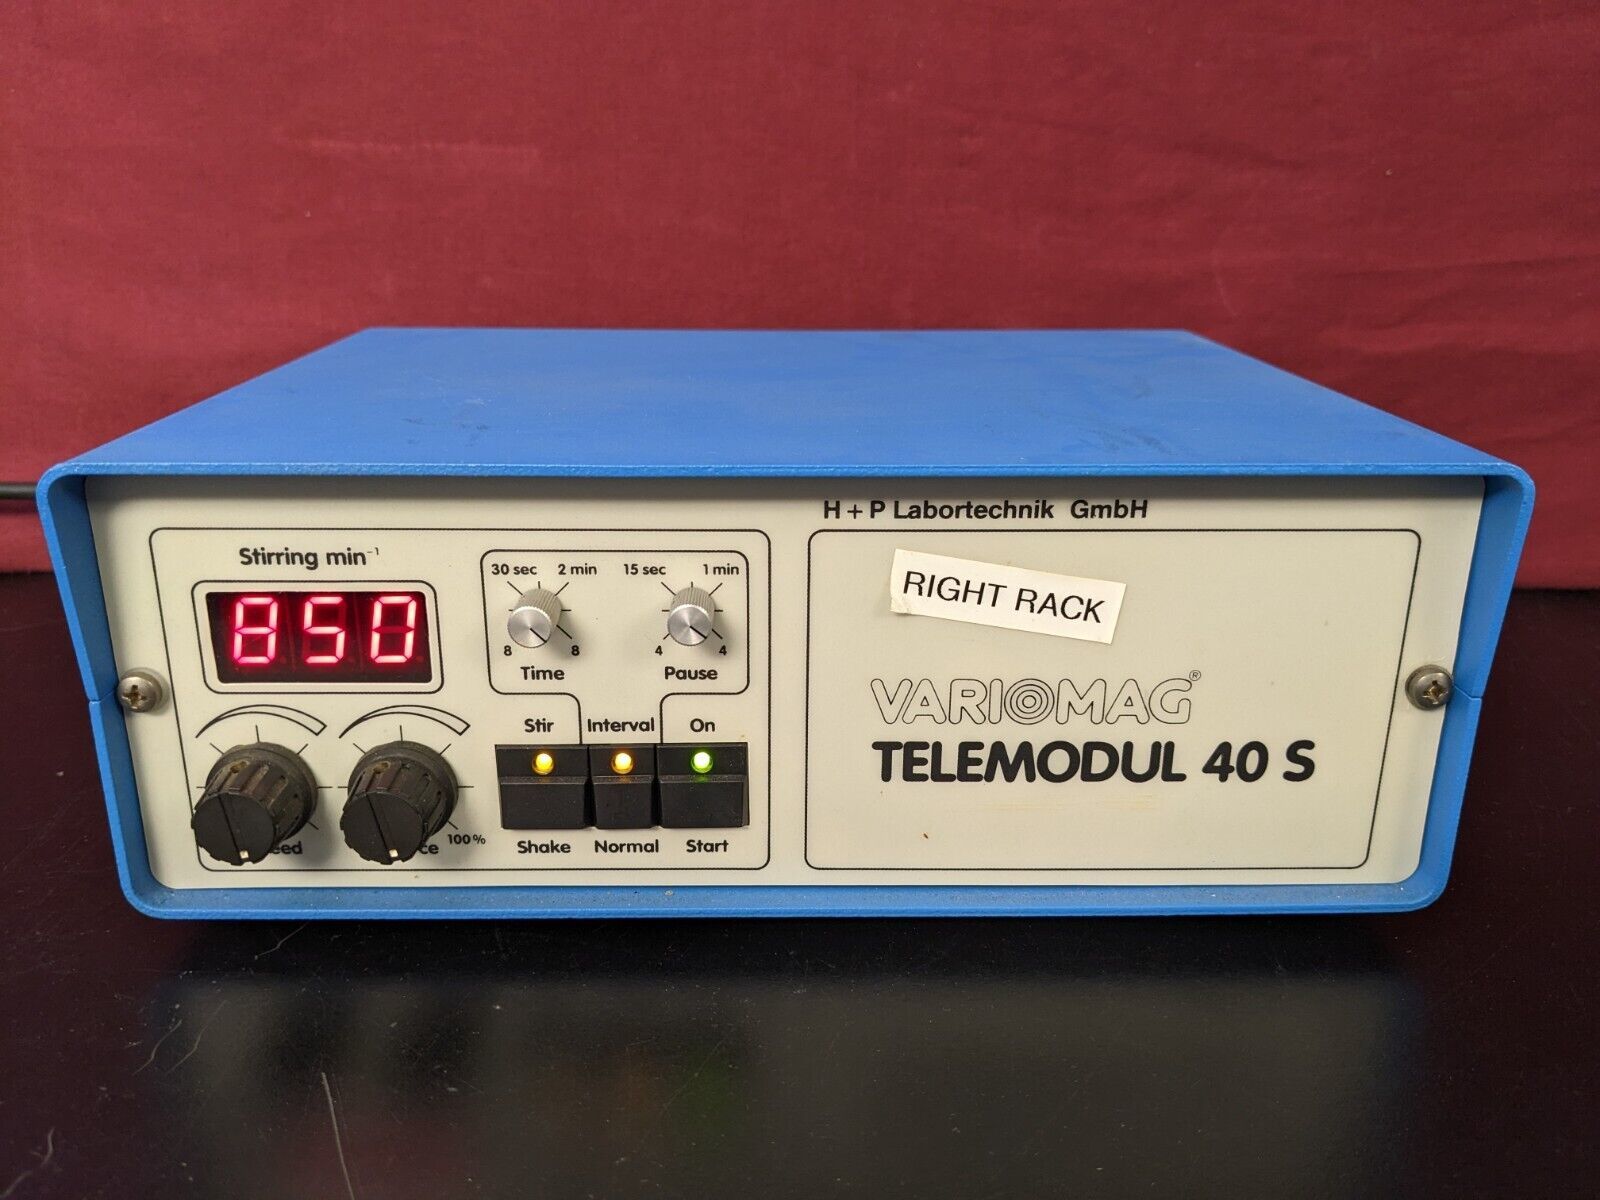 H + P Labortechnik GmbH
Stirring min⁻¹
850
30 sec 2 min
8 8
Time
15 sec 1 min
4 4
Pause
Stir Interval On
100%
Shake Normal Start
RIGHT RACK
VARIOMAG®
TELEMODUL 40 S